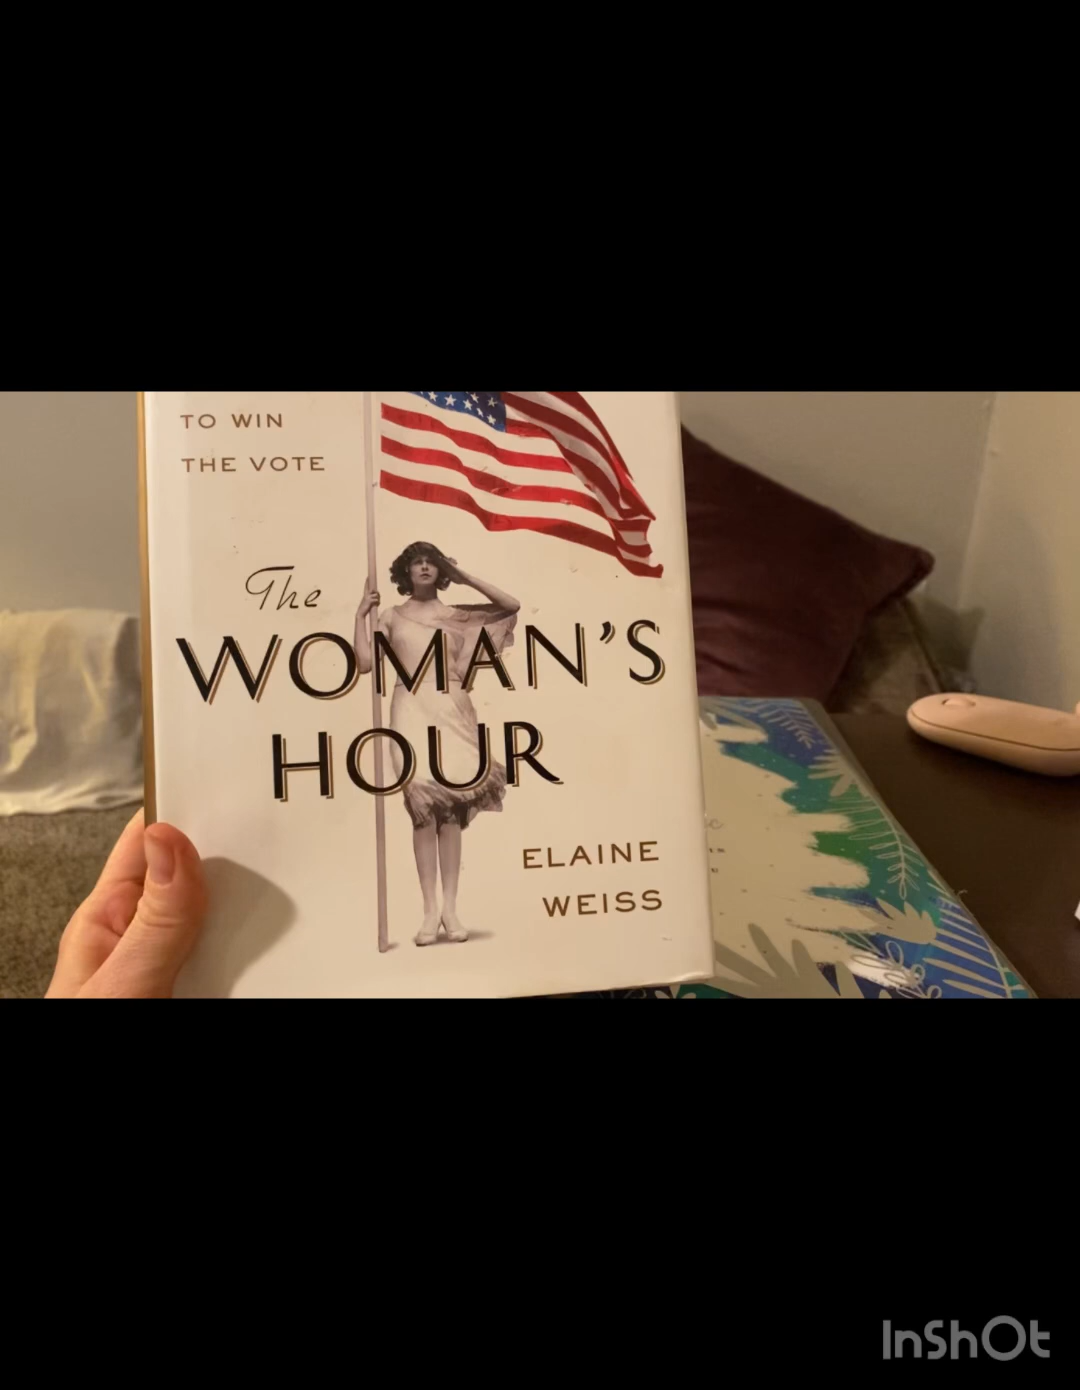 TO WIN
THE VOTE
The
WOMAN'S
HOUR
ELAINE
WEISS
InShOt